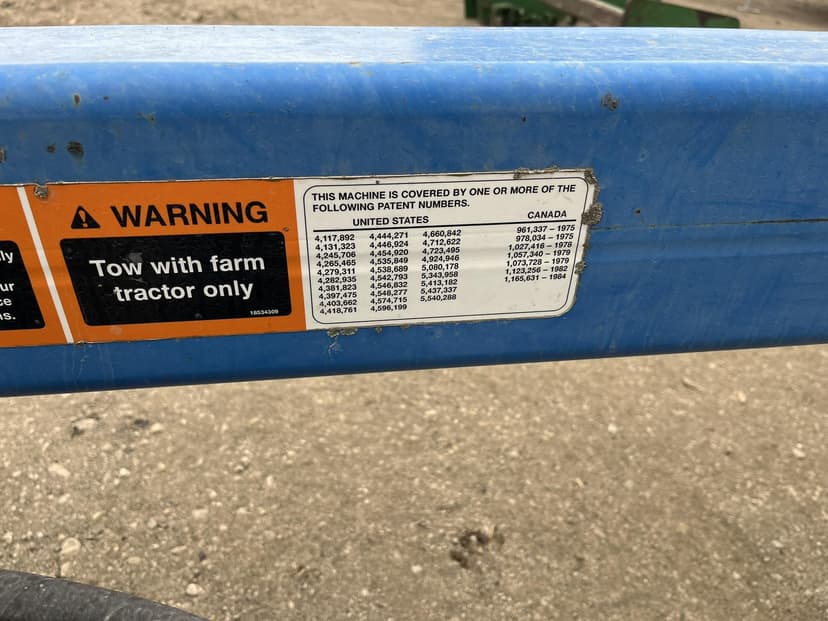 lly
ur
ce
ns.
WARNING
Tow with farm
tractor only
18534309
THIS MACHINE IS COVERED BY ONE OR MORE OF THE
FOLLOWING PATENT NUMBERS.
UNITED STATES
4,117,892 4,444,271 4,660,842
4,131,323 4,446,924 4,712,622
4,245,706 4,454,920 4,723,495
4,265,465 4,535,849 4,924,946
4,279,311 4,538,689 5,080,178
4,282,935 4,542,793 5,343,958
4,381,823 4,546,832 5,413,182
4,397,475 4,548,277 5,437,337
4,403,662 4,574,715 5,540,288
4,418,761 4,596,199
CANADA
961,337 – 1975
978,034 – 1975
1,027,416 – 1978
1,057,340 – 1979
1,073,728 – 1979
1,123,256 – 1982
1,165,631 – 1984